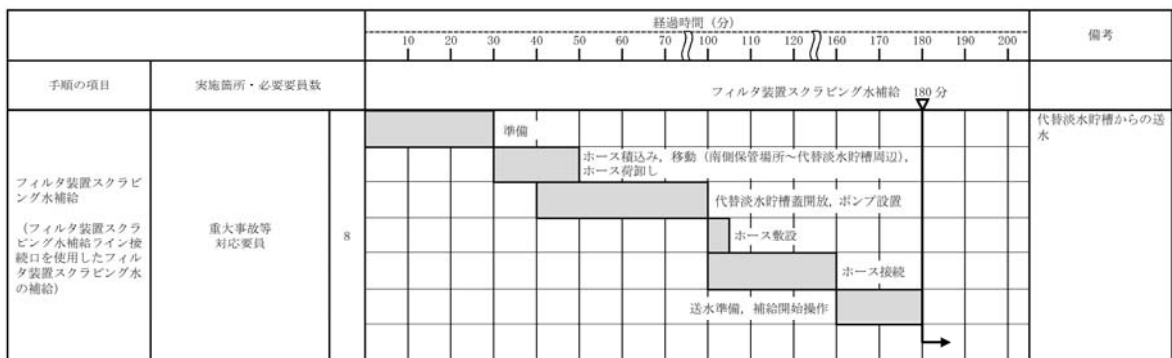 経過時間（分）
備考
10 20 30 40 50 60 70 100 110 120 130 160 170 180 190 200
手順の項目
実施箇所・必要要員数
フィルタ装置スクラビング水補給 180分
フィルタ装置スクラビ
ング水補給
（フィルタ装置スクラ
ビング水補給ライン接
続口を使用したフィル
タ装置スクラビング水
の補給）
重大事故等
対応要員
8
準備
ホース積込み，移動（南側保管場所～代替淡水貯槽周辺），
ホース荷卸し
代替淡水貯槽蓋開放，ポンプ設置
ホース敷設
ホース接続
送水準備，補給開始操作
代替淡水貯槽からの送
水